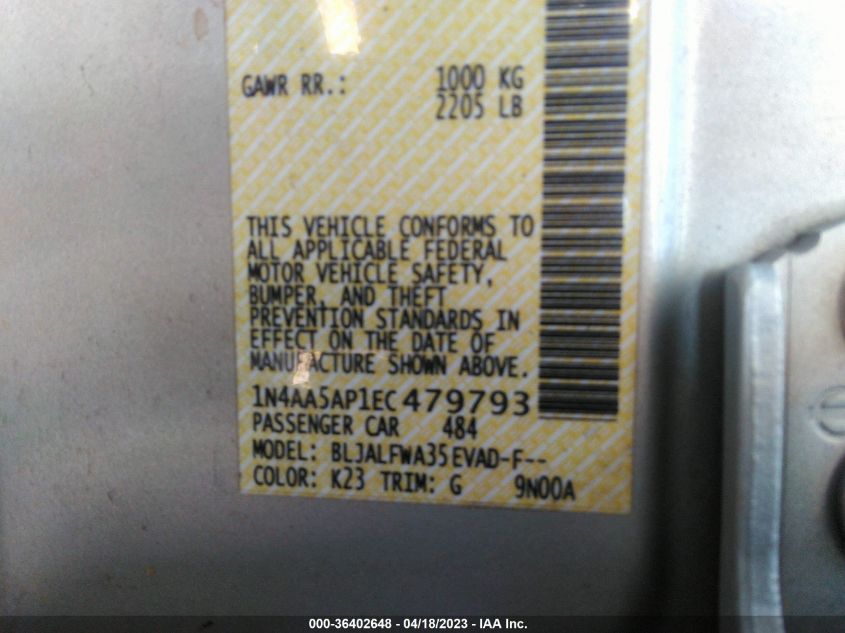 GAWR RR.: 1000 KG
2205 LB
THIS VEHICLE CONFORMS TO
ALL APPLICABLE FEDERAL
MOTOR VEHICLE SAFETY,
BUMPER, AND THEFT
PREVENTION STANDARDS IN
EFFECT ON THE DATE OF
MANUFACTURE SHOWN ABOVE.
1N4AA5AP1EC479793
PASSENGER CAR 484
MODEL: BLJALFWA35EVAD-F--
COLOR: K23 TRIM: G 9N00A
000-36402648 - 04/18/2023 - IAA Inc.